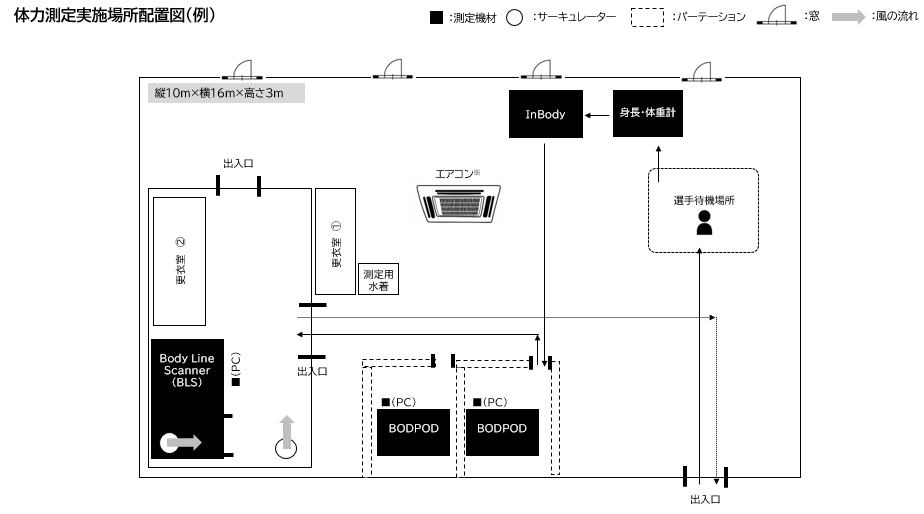 体力測定実施場所配置図(例)
:測定機材
:サーキュレーター
:パーテーション
:窓
:風の流れ
縦10m×横16m×高さ3m
InBody
身長・体重計
出入口
エアコン※
選手待機場所
更衣室 ②
更衣室 ①
測定用
水着
Body Line
Scanner
(BLS)
■(PC)
出入口
■(PC)
■(PC)
BODPOD
BODPOD
出入口